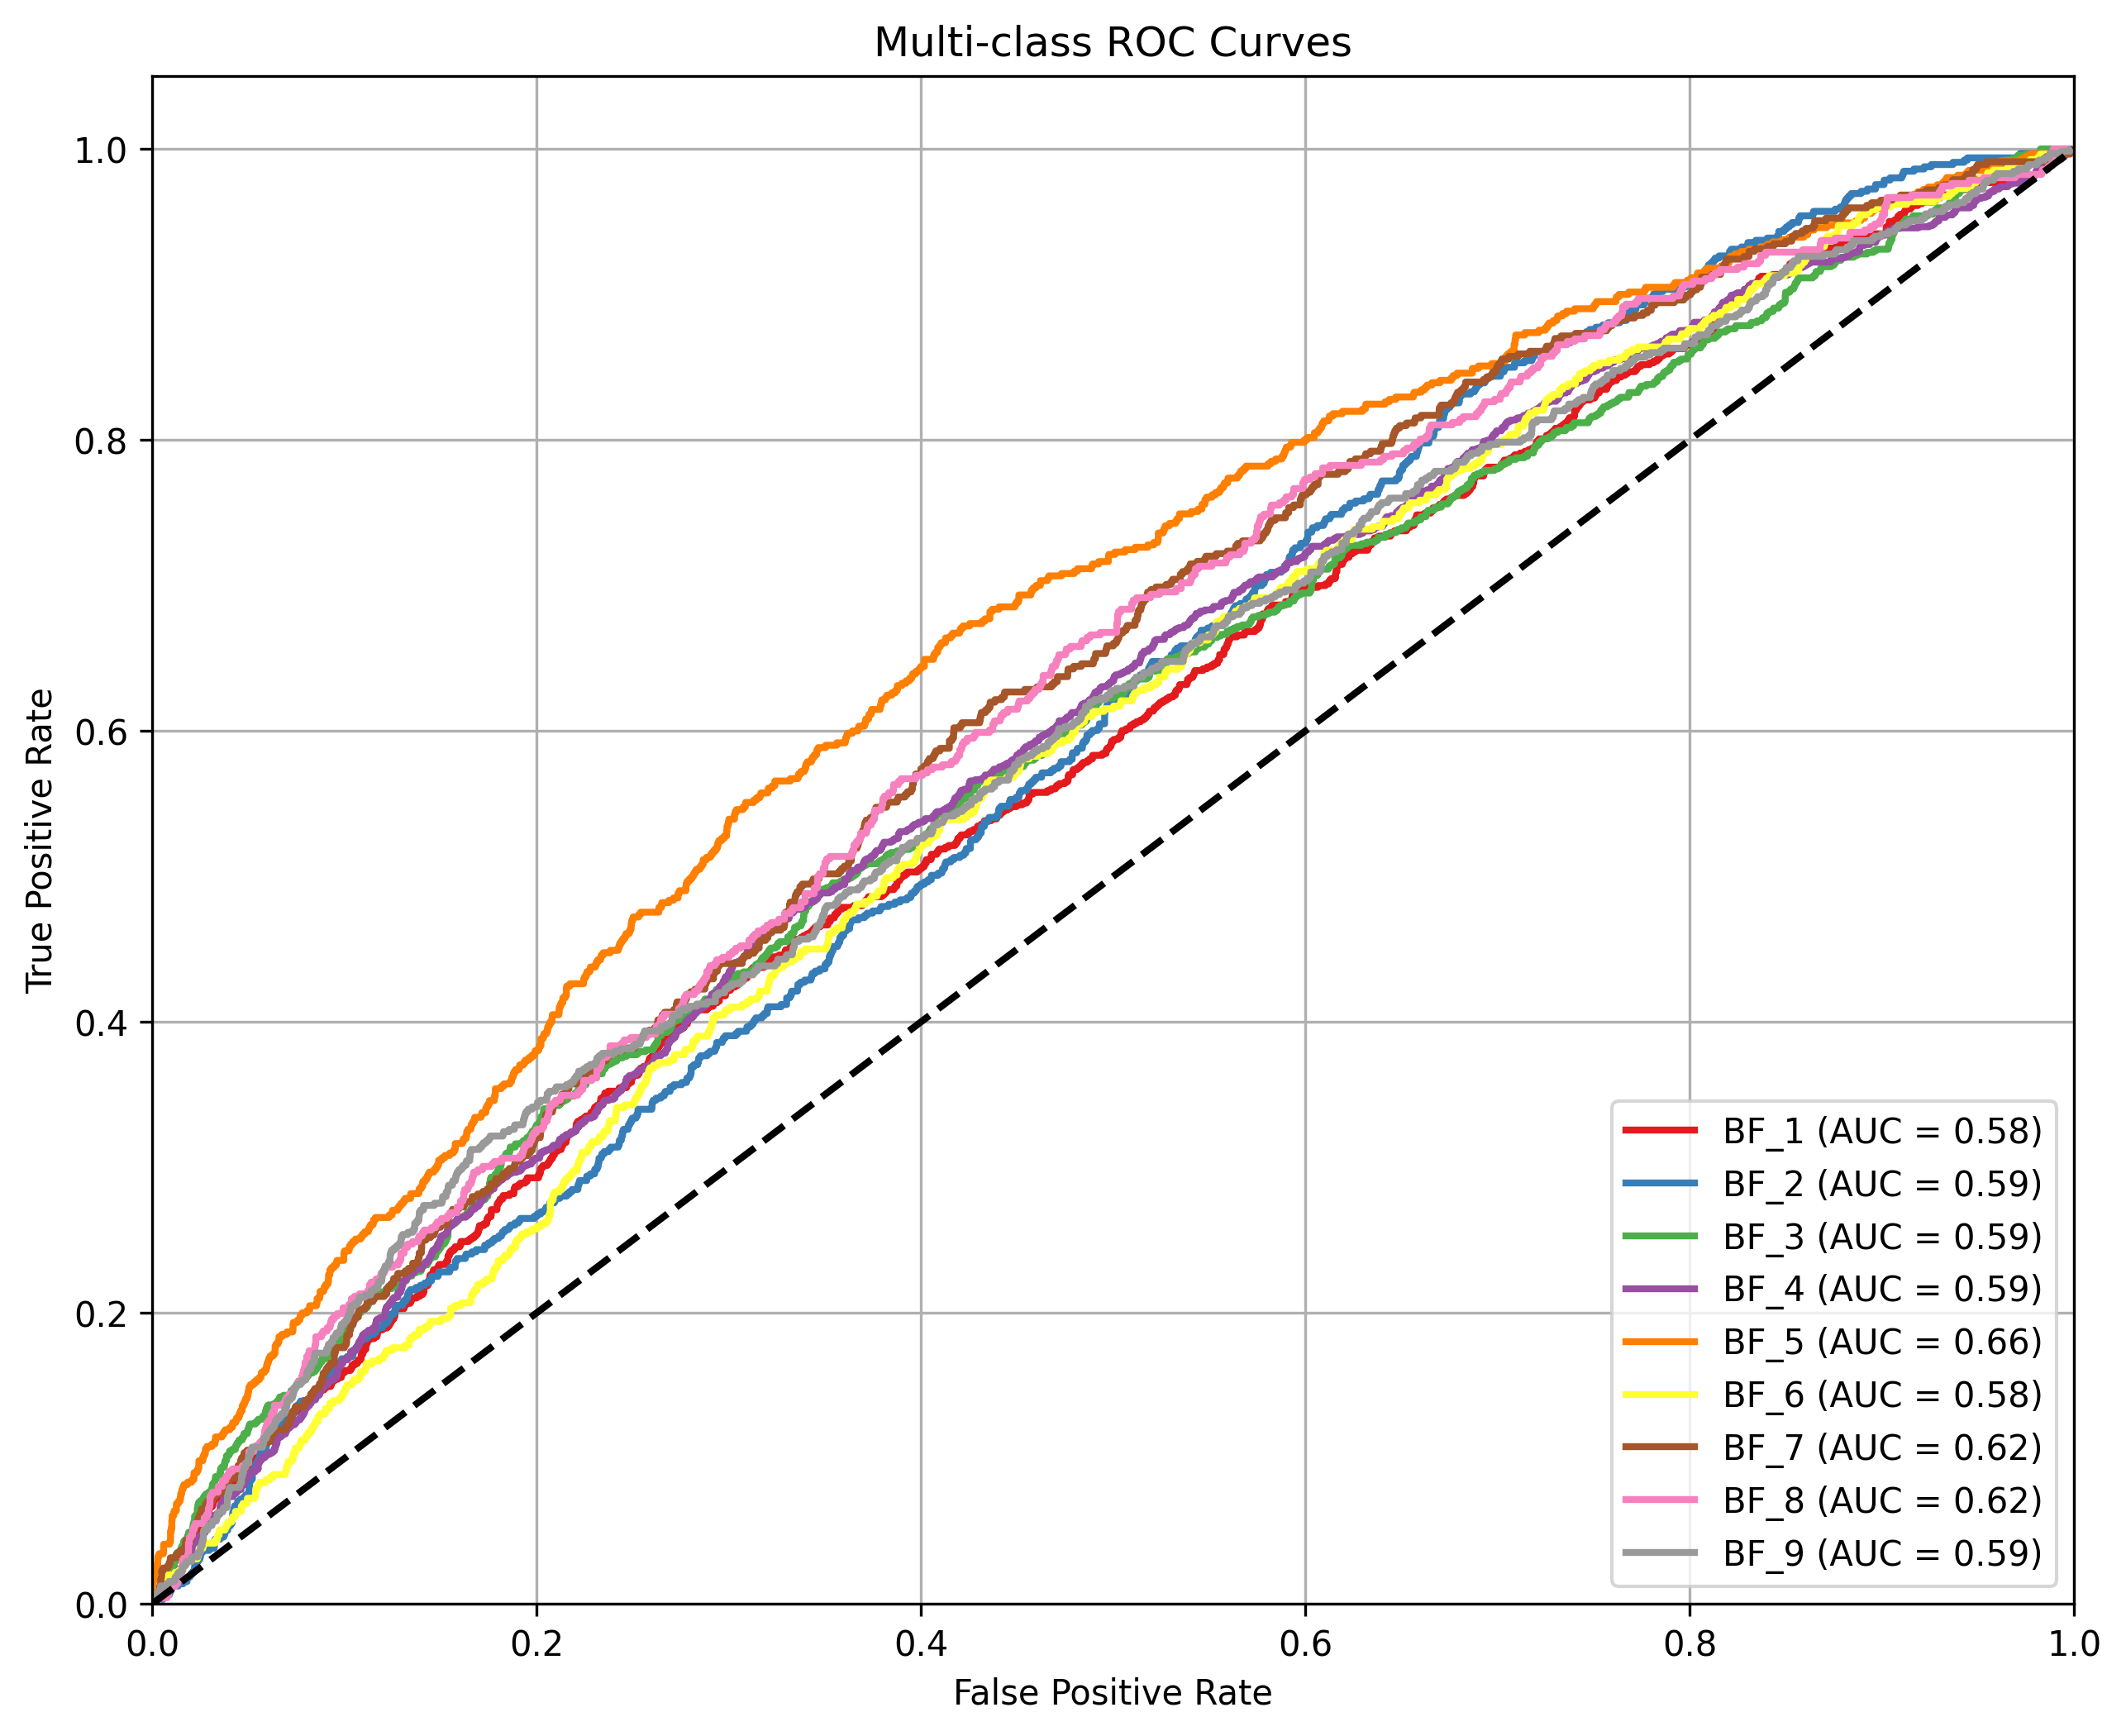 Multi-class ROC Curves
True Positive Rate
1.0
0.8
0.6
0.4
0.2
0.0
BF_1 (AUC = 0.58)
BF_2 (AUC = 0.59)
BF_3 (AUC = 0.59)
BF_4 (AUC = 0.59)
BF_5 (AUC = 0.66)
BF_6 (AUC = 0.58)
BF_7 (AUC = 0.62)
BF_8 (AUC = 0.62)
BF_9 (AUC = 0.59)
0.0 0.2 0.4 0.6 0.8 1.0
False Positive Rate